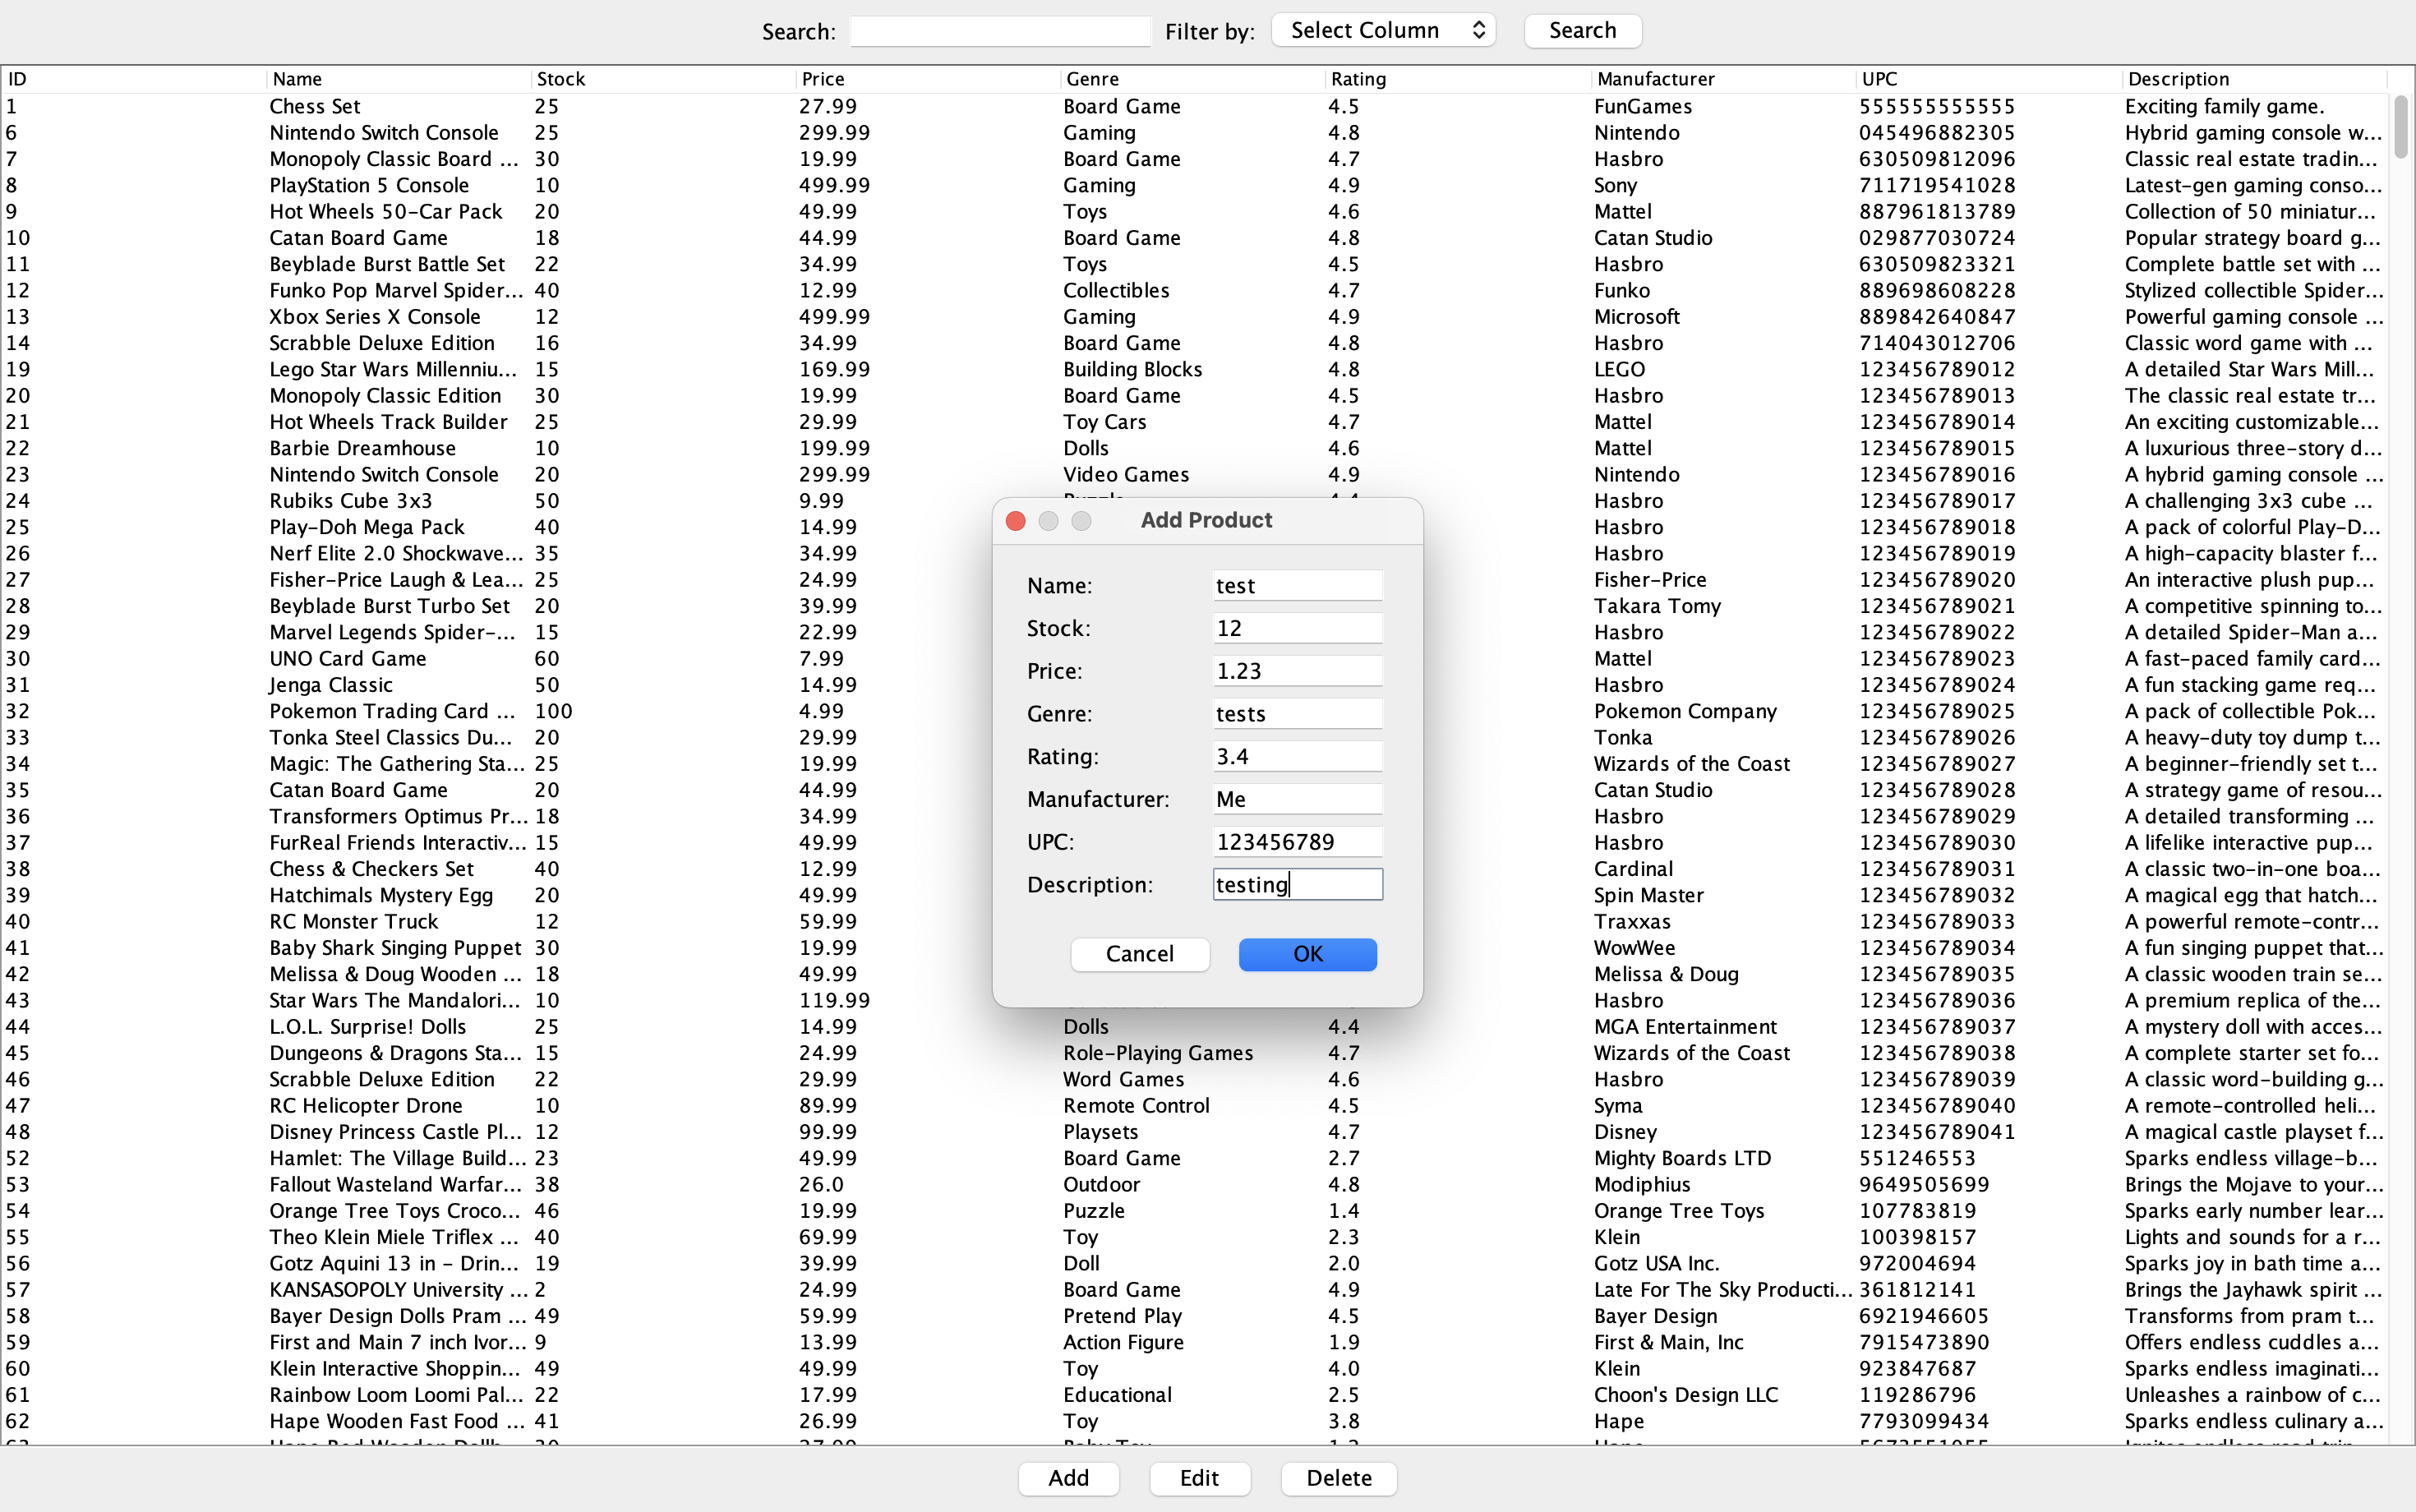 Search: Filter by: Select Column Search
ID Name Stock Price Genre Rating Manufacturer UPC Description
1 Chess Set 25 27.99 Board Game 4.5 FunGames 555555555555 Exciting family game.
6 Nintendo Switch Console 25 299.99 Gaming 4.8 Nintendo 045496882305 Hybrid gaming console w...
7 Monopoly Classic Board ... 30 19.99 Board Game 4.7 Hasbro 630509812096 Classic real estate tradin...
8 PlayStation 5 Console 10 499.99 Gaming 4.9 Sony 711719541028 Latest-gen gaming conso...
9 Hot Wheels 50-Car Pack 20 49.99 Toys 4.6 Mattel 887961813789 Collection of 50 miniatur...
10 Catan Board Game 18 44.99 Board Game 4.8 Catan Studio 029877030724 Popular strategy board g...
11 Beyblade Burst Battle Set 22 34.99 Toys 4.5 Hasbro 630509823321 Complete battle set with ...
12 Funko Pop Marvel Spider... 40 12.99 Collectibles 4.7 Funko 889698608228 Stylized collectible Spider...
13 Xbox Series X Console 12 499.99 Gaming 4.9 Microsoft 889842640847 Powerful gaming console ...
14 Scrabble Deluxe Edition 16 34.99 Board Game 4.8 Hasbro 714043012706 Classic word game with ...
19 Lego Star Wars Millenniu... 15 169.99 Building Blocks 4.8 LEGO 123456789012 A detailed Star Wars Mill...
20 Monopoly Classic Edition 30 19.99 Board Game 4.5 Hasbro 123456789013 The classic real estate tr...
21 Hot Wheels Track Builder 25 29.99 Toy Cars 4.7 Mattel 123456789014 An exciting customizable...
22 Barbie Dreamhouse 10 199.99 Dolls 4.6 Mattel 123456789015 A luxurious three-story d...
23 Nintendo Switch Console 20 299.99 Video Games 4.9 Nintendo 123456789016 A hybrid gaming console ...
24 Rubiks Cube 3x3 50 9.99 Hasbro 123456789017 A challenging 3x3 cube ...
25 Play-Doh Mega Pack 40 14.99 Hasbro 123456789018 A pack of colorful Play-D...
26 Nerf Elite 2.0 Shockwave... 35 34.99 Hasbro 123456789019 A high-capacity blaster f...
27 Fisher-Price Laugh & Lea... 25 24.99 Fisher-Price 123456789020 An interactive plush pup...
28 Beyblade Burst Turbo Set 20 39.99 Takara Tomy 123456789021 A competitive spinning to...
29 Marvel Legends Spider-... 15 22.99 Hasbro 123456789022 A detailed Spider-Man a...
30 UNO Card Game 60 7.99 Mattel 123456789023 A fast-paced family card...
31 Jenga Classic 50 14.99 Hasbro 123456789024 A fun stacking game req...
32 Pokemon Trading Card ... 100 4.99 Pokemon Company 123456789025 A pack of collectible Pok...
33 Tonka Steel Classics Du... 20 29.99 Tonka 123456789026 A heavy-duty toy dump t...
34 Magic: The Gathering Sta... 25 19.99 Wizards of the Coast 123456789027 A beginner-friendly set t...
35 Catan Board Game 20 44.99 Catan Studio 123456789028 A strategy game of resou...
36 Transformers Optimus Pr... 18 34.99 Hasbro 123456789029 A detailed transforming ...
37 FurReal Friends Interactiv... 15 49.99 Hasbro 123456789030 A lifelike interactive pup...
38 Chess & Checkers Set 40 12.99 Cardinal 123456789031 A classic two-in-one boa...
39 Hatchimals Mystery Egg 20 49.99 Spin Master 123456789032 A magical egg that hatch...
40 RC Monster Truck 12 59.99 Traxxas 123456789033 A powerful remote-contr...
41 Baby Shark Singing Puppet 30 19.99 WowWee 123456789034 A fun singing puppet that...
42 Melissa & Doug Wooden ... 18 49.99 Melissa & Doug 123456789035 A classic wooden train se...
43 Star Wars The Mandalori... 10 119.99 Hasbro 123456789036 A premium replica of the...
44 L.O.L. Surprise! Dolls 25 14.99 Dolls 4.4 MGA Entertainment 123456789037 A mystery doll with acces...
45 Dungeons & Dragons Sta... 15 24.99 Role-Playing Games 4.7 Wizards of the Coast 123456789038 A complete starter set fo...
46 Scrabble Deluxe Edition 22 29.99 Word Games 4.6 Hasbro 123456789039 A classic word-building g...
47 RC Helicopter Drone 10 89.99 Remote Control 4.5 Syma 123456789040 A remote-controlled heli...
48 Disney Princess Castle Pl... 12 99.99 Playsets 4.7 Disney 123456789041 A magical castle playset f...
52 Hamlet: The Village Build... 23 49.99 Board Game 2.7 Mighty Boards LTD 551246553 Sparks endless village-b...
53 Fallout Wasteland Warfar... 38 26.0 Outdoor 4.8 Modiphius 9649505699 Brings the Mojave to your...
54 Orange Tree Toys Croco... 46 19.99 Puzzle 1.4 Orange Tree Toys 107783819 Sparks early number lear...
55 Theo Klein Miele Triflex ... 40 69.99 Toy 2.3 Klein 100398157 Lights and sounds for a r...
56 Gotz Aquini 13 in - Drin... 19 39.99 Doll 2.0 Gotz USA Inc. 972004694 Sparks joy in bath time a...
57 KANSASOPOLY University ... 2 24.99 Board Game 4.9 Late For The Sky Producti... 361812141 Brings the Jayhawk spirit ...
58 Bayer Design Dolls Pram ... 49 59.99 Pretend Play 4.5 Bayer Design 6921946605 Transforms from pram t...
59 First and Main 7 inch Ivor... 9 13.99 Action Figure 1.9 First & Main, Inc 7915473890 Offers endless cuddles a...
60 Klein Interactive Shoppin... 49 49.99 Toy 4.0 Klein 923847687 Sparks endless imaginati...
61 Rainbow Loom Loomi Pal... 22 17.99 Educational 2.5 Choon's Design LLC 119286796 Unleashes a rainbow of c...
62 Hape Wooden Fast Food ... 41 26.99 Toy 3.8 Hape 7793099434 Sparks endless culinary a...
Add Product
Name: test
Stock: 12
Price: 1.23
Genre: tests
Rating: 3.4
Manufacturer: Me
UPC: 123456789
Description: testing
Cancel OK
Add Edit Delete